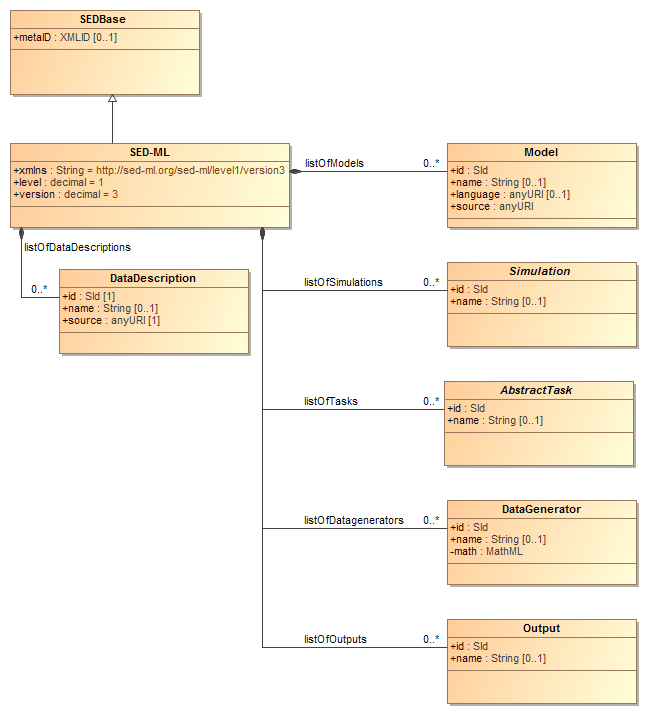 SEDBase
+metaID : XMLID [0..1]
SED-ML
+xmlns : String = http://sed-ml.org/sed-ml/level1/version3
+level : decimal = 1
+version : decimal = 3
listOfModels 0..*
Model
+id : SId
+name : String [0..1]
+language : anyURI [0..1]
+source : anyURI
listOfDataDescriptions
0..*
DataDescription
+id : SId [1]
+name : String [0..1]
+source : anyURI [1]
listOfSimulations 0..*
Simulation
+id : SId
+name : String [0..1]
listOfTasks 0..*
AbstractTask
+id : SId
+name : String [0..1]
listOfDatagenerators 0..*
DataGenerator
+id : SId
+name : String [0..1]
-math : MathML
listOfOutputs 0..*
Output
+id : SId
+name : String [0..1]